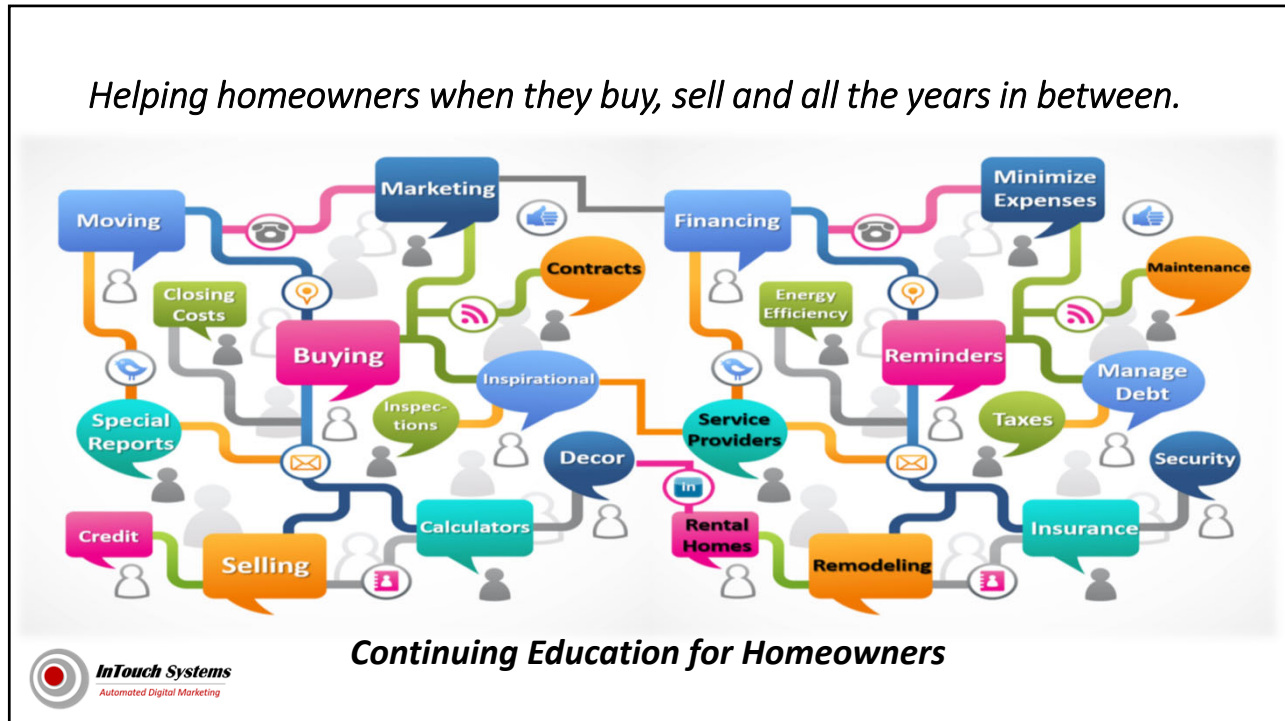 Helping homeowners when they buy, sell and all the years in between.
Moving
Marketing
Financing
Minimize
Expenses
Contracts
Maintenance
Closing
Costs
Energy
Efficiency
Buying
Reminders
Inspirational
Manage
Debt
Special
Reports
Inspec-
tions
Service
Providers
Taxes
Decor
Security
in
Credit
Selling
Calculators
Rental
Homes
Remodeling
Insurance
Continuing Education for Homeowners
InTouch Systems
Automated Digital Marketing